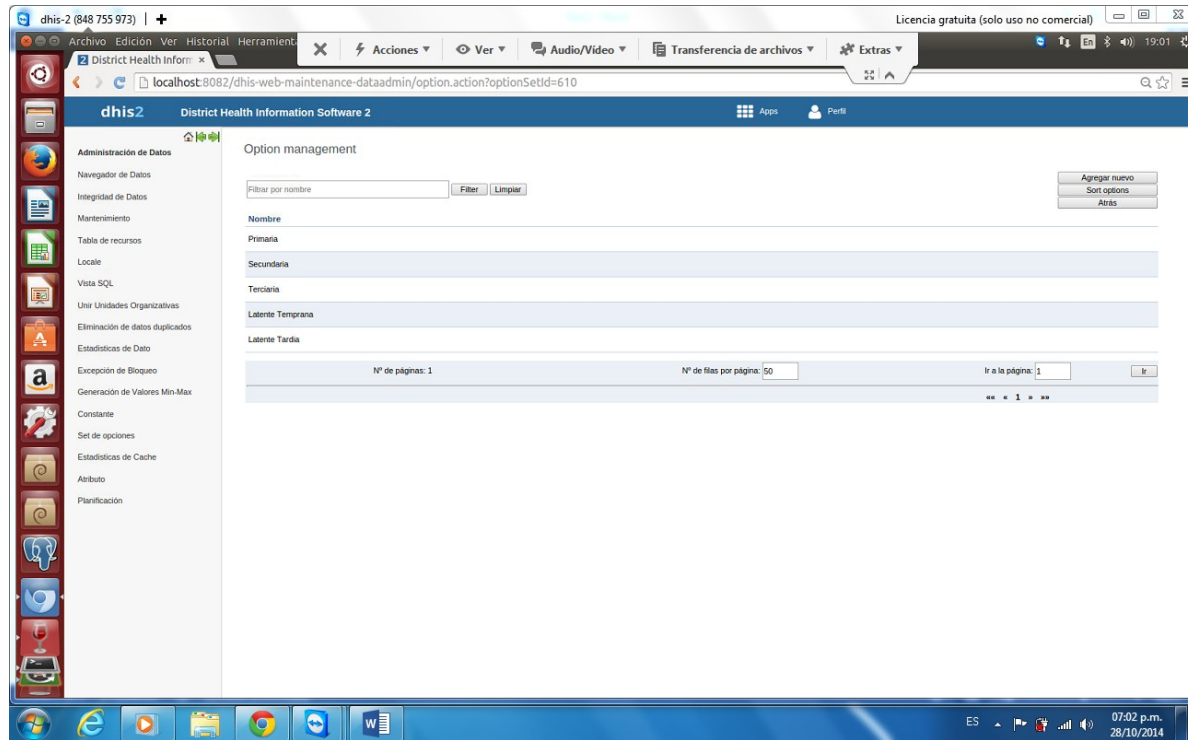 dhis-2 (848 755 973)
Licencia gratuita (solo uso no comercial)
Archivo Edición Ver Historial Herramient
Acciones Ver Audio/Video Transferencia de archivos Extras
En 19:01
District Health Inform
localhost:8082/dhis-web-maintenance-dataadmin/option.action?optionSetId=610
dhis2 District Health Information Software 2 Apps Perfil
Administración de Datos
Navegador de Datos
Integridad de Datos
Mantenimiento
Tabla de recursos
Locale
Vista SQL
Unir Unidades Organizativas
Eliminación de datos duplicados
Estadísticas de Dato
Excepción de Bloqueo
Generación de Valores Min-Max
Constante
Set de opciones
Estadísticas de Cache
Atributo
Planificación
Option management
Filtrar por nombre Filter Limpiar
Agregar nuevo
Sort options
Atrás
Nombre
Primaria
Secundaria
Terciaria
Latente Temprana
Latente Tardia
Nº de páginas: 1 Nº de filas por página: 50 Ir a la página: 1 Ir
«« « 1 » »»
ES
07:02 p.m.
28/10/2014